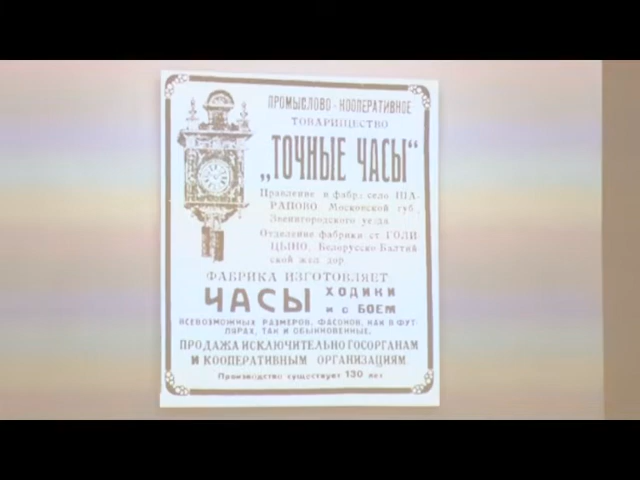 ПРОМЫСЛОВО-КООПЕРАТИВНОЕ
ТОВАРИЩЕСТВО
„ТОЧНЫЕ ЧАСЫ“
Правление и фабр. село ША-
РАПОВО Московской губ.,
Звенигородского уезда.
Отделение фабрики ст. ГОЛИ
ЦЫНО, Белорусско-Балтий
ской жел. дор.
ФАБРИКА ИЗГОТОВЛЯЕТ
ЧАСЫ ХОДИКИ
и с БОЕМ
ВСЕВОЗМОЖНЫХ РАЗМЕРОВ, ФАСОНОВ, КАК В ФУТ-
ЛЯРАХ, ТАК И ОБЫКНОВЕННЫЕ.
ПРОДАЖА ИСКЛЮЧИТЕЛЬНО ГОСОРГАНАМ
И КООПЕРАТИВНЫМ ОРГАНИЗАЦИЯМ.
Производство существует 130 лет